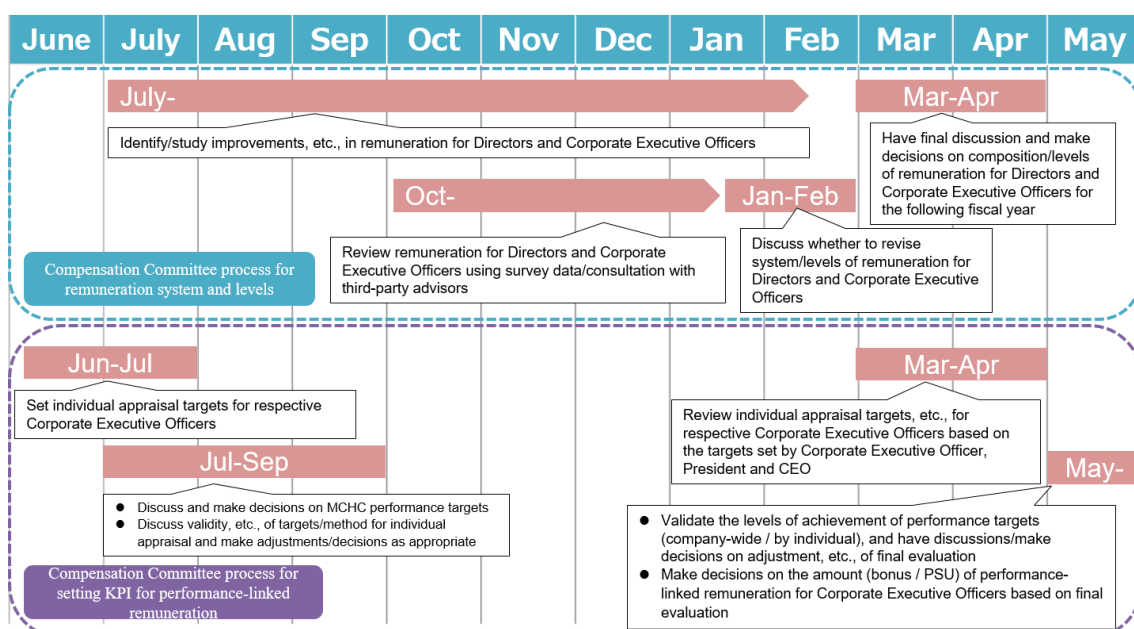 June July Aug Sep Oct Nov Dec Jan Feb Mar Apr May
July-
Mar-Apr
Identify/study improvements, etc., in remuneration for Directors and Corporate Executive Officers
Have final discussion and make
decisions on composition/levels
of remuneration for Directors and
Corporate Executive Officers for
the following fiscal year
Oct-
Jan-Feb
Review remuneration for Directors and Corporate
Executive Officers using survey data/consultation with
third-party advisors
Discuss whether to revise
system/levels of remuneration for
Directors and Corporate Executive
Officers
Compensation Committee process for
remuneration system and levels
Jun-Jul
Mar-Apr
Set individual appraisal targets for respective
Corporate Executive Officers
Review individual appraisal targets, etc., for
respective Corporate Executive Officers based on
the targets set by Corporate Executive Officer,
President and CEO
Jul-Sep
May-
● Discuss and make decisions on MCHC performance targets
● Discuss validity, etc., of targets/method for individual
appraisal and make adjustments/decisions as appropriate
● Validate the levels of achievement of performance targets
(company-wide / by individual), and have discussions/make
decisions on adjustment, etc., of final evaluation
● Make decisions on the amount (bonus / PSU) of performance-
linked remuneration for Corporate Executive Officers based on final
evaluation
Compensation Committee process for
setting KPI for performance-linked
remuneration